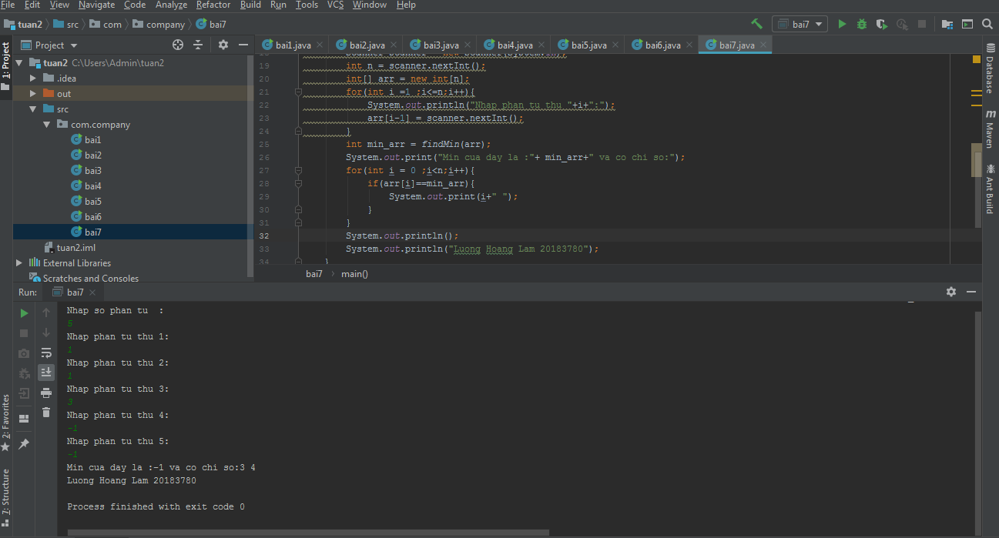 File Edit View Navigate Code Analyze Refactor Build Run Tools VCS Window Help
tuan2 src com company bai7
bai7
1: Project
Project
bai1.java bai2.java bai3.java bai4.java bai5.java bai6.java bai7.java
tuan2 C:\Users\Admin\tuan2
.idea
out
src
com.company
bai1
bai2
bai3
bai4
bai5
bai6
bai7
tuan2.iml
External Libraries
Scratches and Consoles
19 int n = scanner.nextInt();
20 int[] arr = new int[n];
21 for(int i =1 ;i<=n;i++){
22 System.out.println("Nhap phan tu thu "+i+":");
23 arr[i-1] = scanner.nextInt();
24 }
25 int min_arr = findMin(arr);
26 System.out.print("Min cua day la :"+ min_arr+" va co chi so:");
27 for(int i = 0 ;i<n;i++){
28 if(arr[i]==min_arr){
29 System.out.print(i+" ");
30 }
31 }
32 System.out.println();
33 System.out.println("Luong Hoang Lam 20183780");
34 }
bai7 main()
Database
Maven
Ant Build
Run: bai7
Nhap so phan tu  :
5
Nhap phan tu thu 1:
1
Nhap phan tu thu 2:
1
Nhap phan tu thu 3:
3
Nhap phan tu thu 4:
-1
Nhap phan tu thu 5:
-1
Min cua day la :-1 va co chi so:3 4
Luong Hoang Lam 20183780
Process finished with exit code 0
2: Favorites
7: Structure